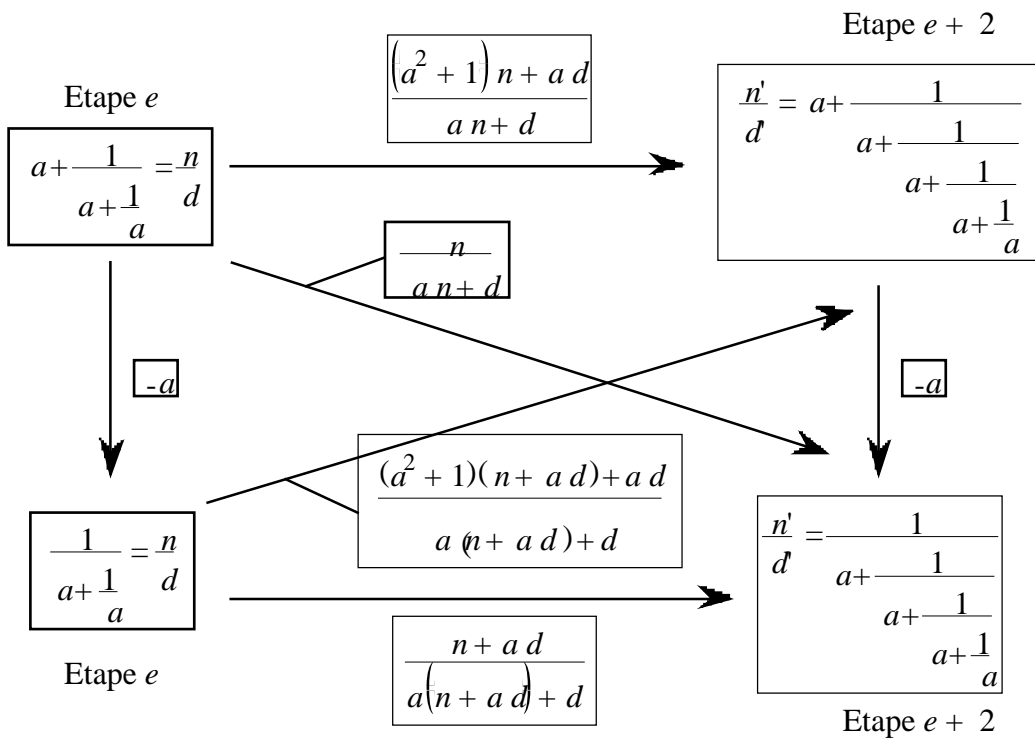 Etape e + 2
(a² + 1) n + a d
a n + d
Etape e
a + 1 / (a + 1/a) = n/d
n'/d' = a + 1 / (a + 1 / (a + 1 / (a + 1/a)))
n
a n + d
-a
-a
(a² + 1)(n + a d) + a d
a (n + a d) + d
1 / (a + 1/a) = n/d
n'/d' = 1 / (a + 1 / (a + 1 / (a + 1/a)))
n + a d
a(n + a d) + d
Etape e
Etape e + 2